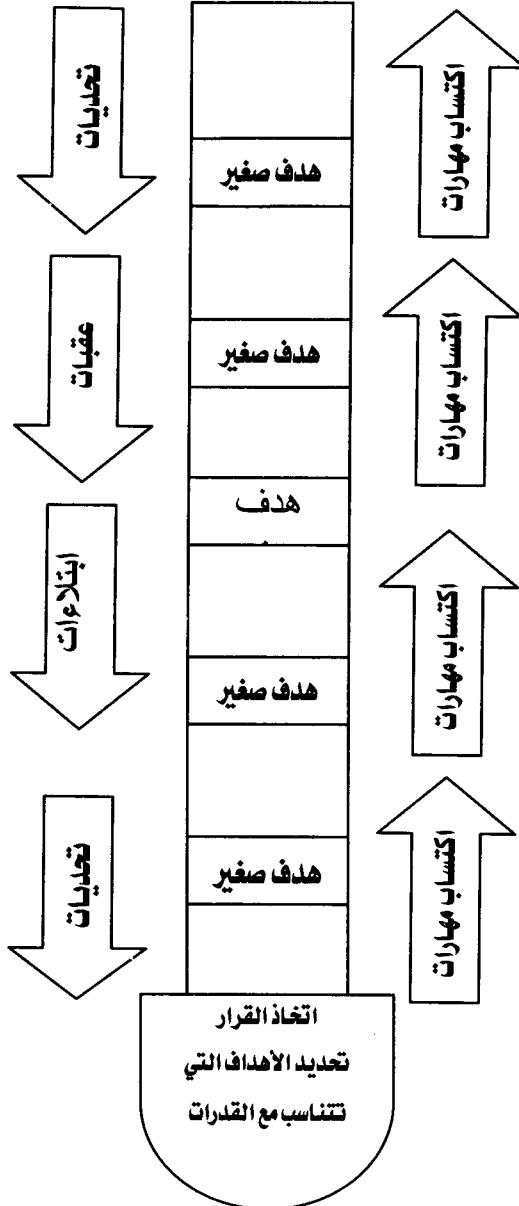 اكتساب مهارات
تحديات
هدف صغير
اكتساب مهارات
هدف صغير
عقبات
اكتساب مهارات
هدف
ابتلاءات
هدف صغير
اكتساب مهارات
هدف صغير
تحديات
اتخاذ القرار
تحديد الأهداف التي
تتناسب مع القدرات